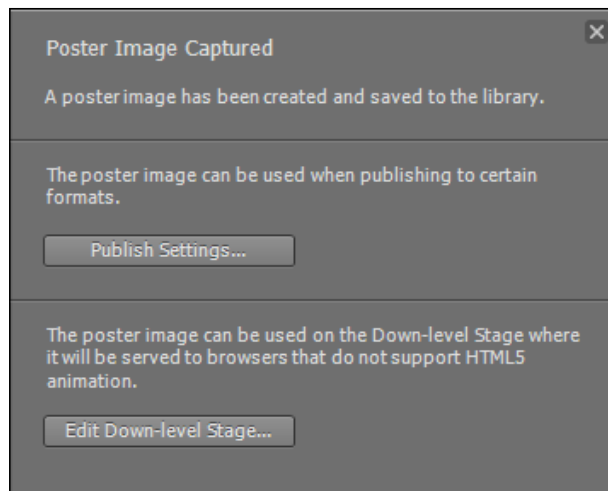 Poster Image Captured
A poster image has been created and saved to the library.
The poster image can be used when publishing to certain
formats.
Publish Settings...
The poster image can be used on the Down-level Stage where
it will be served to browsers that do not support HTML5
animation.
Edit Down-level Stage...